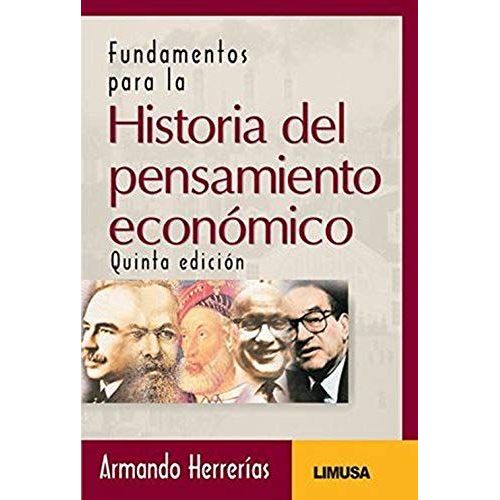 Fundamentos
para la
Historia del
pensamiento
económico
Quinta edición
Armando Herrerías
LIMUSA